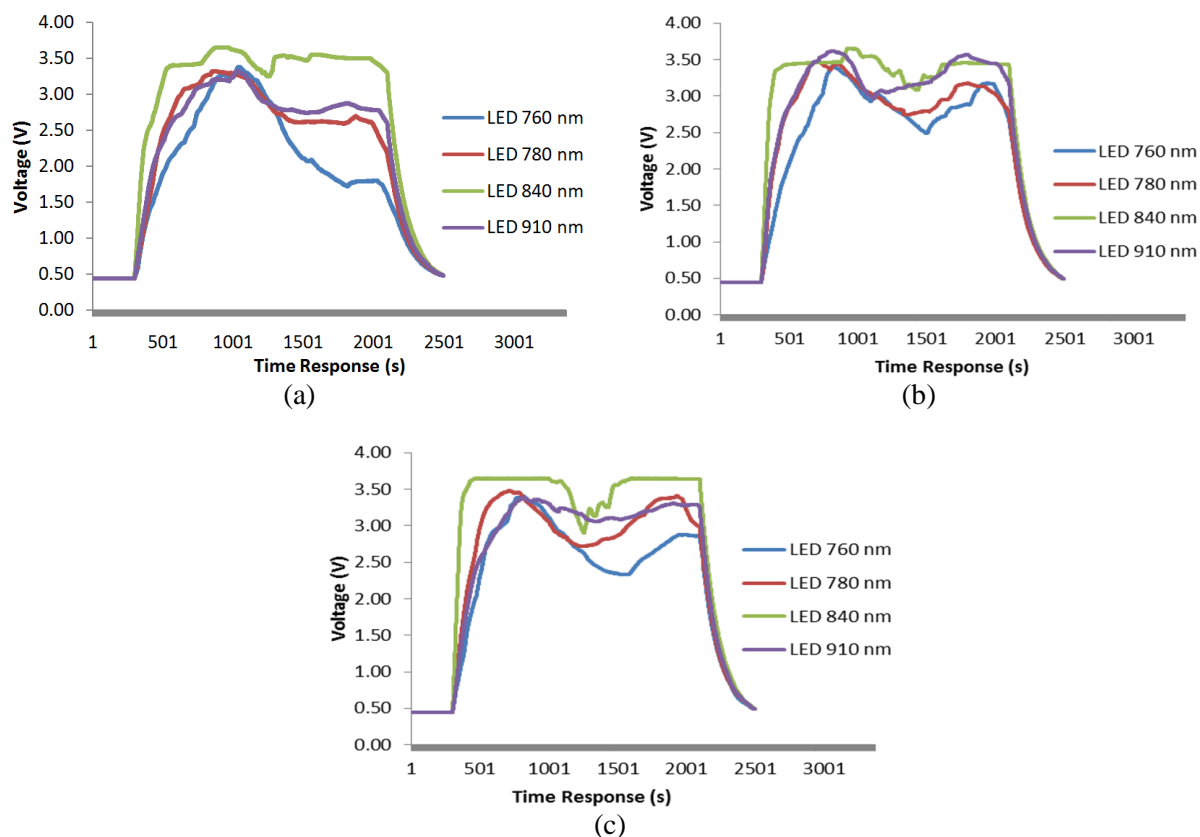 4.00
3.50
3.00
2.50
2.00
1.50
1.00
0.50
0.00
Voltage (V)
1 501 1001 1501 2001 2501 3001
Time Response (s)
LED 760 nm
LED 780 nm
LED 840 nm
LED 910 nm
(a)
4.00
3.50
3.00
2.50
2.00
1.50
1.00
0.50
0.00
Voltage (V)
1 501 1001 1501 2001 2501 3001
Time Response (s)
LED 760 nm
LED 780 nm
LED 840 nm
LED 910 nm
(b)
4.00
3.50
3.00
2.50
2.00
1.50
1.00
0.50
0.00
Voltage (V)
1 501 1001 1501 2001 2501 3001
Time Response (s)
LED 760 nm
LED 780 nm
LED 840 nm
LED 910 nm
(c)